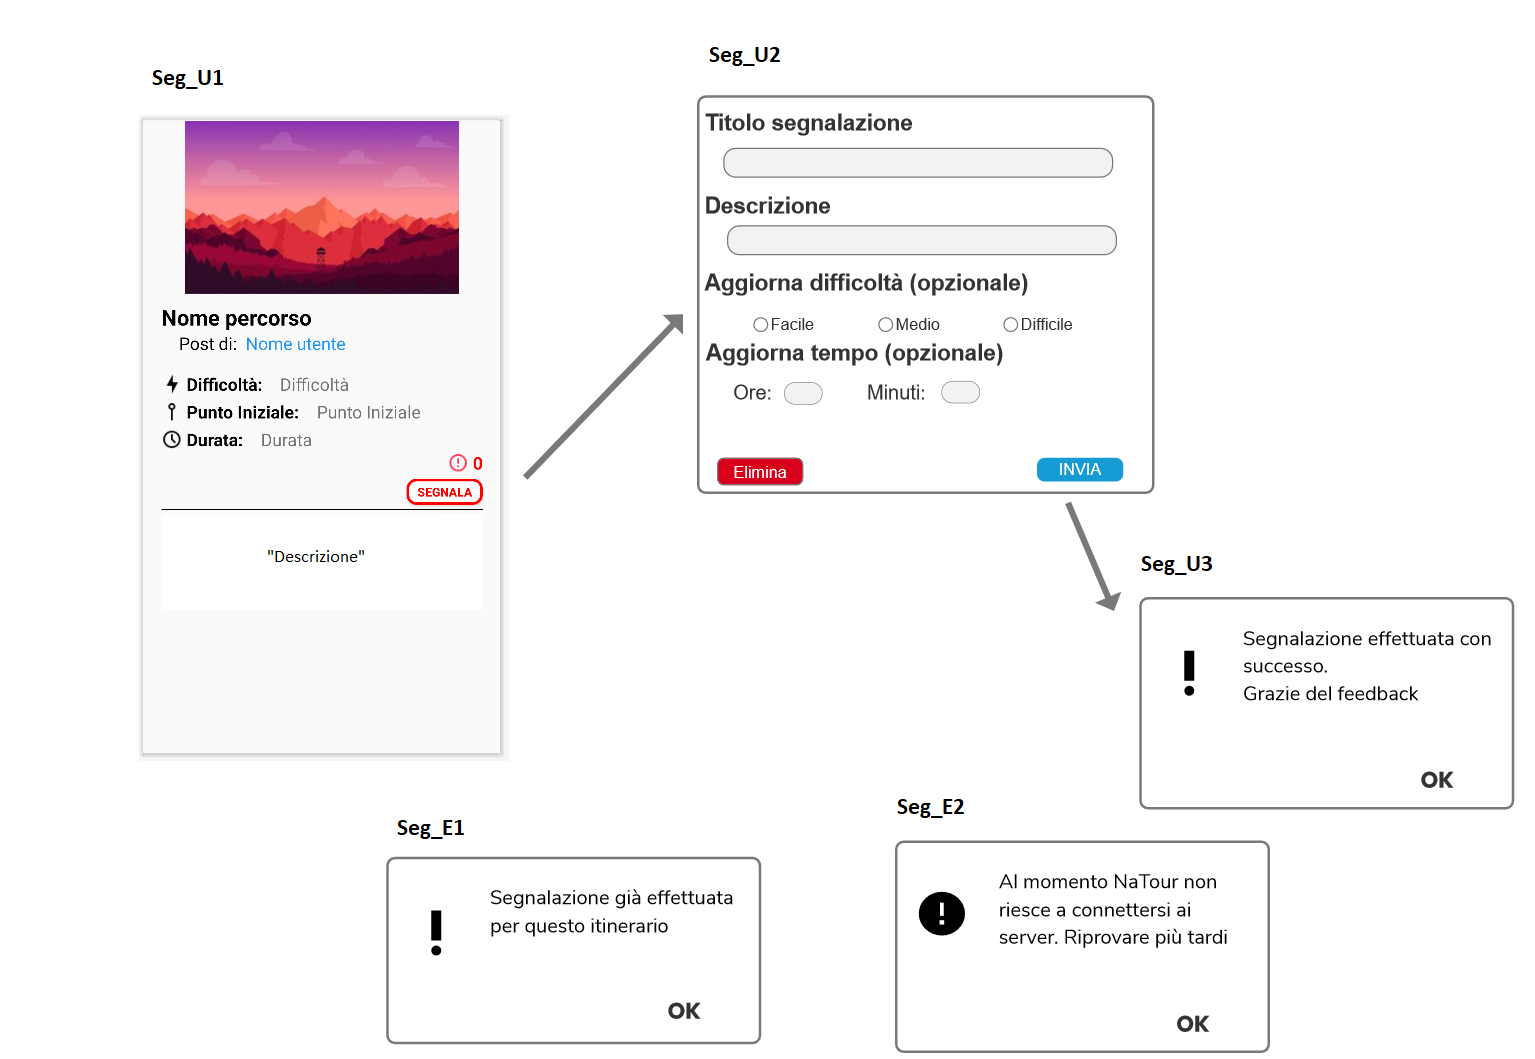 Seg_U1
Nome percorso
Post di: Nome utente
Difficoltà: Difficoltà
Punto Iniziale: Punto Iniziale
Durata: Durata
0
SEGNALA
"Descrizione"
Seg_U2
Titolo segnalazione
Descrizione
Aggiorna difficoltà (opzionale)
Facile Medio Difficile
Aggiorna tempo (opzionale)
Ore: Minuti:
Elimina INVIA
Seg_U3
Segnalazione effettuata con
successo.
Grazie del feedback
OK
Seg_E1
Segnalazione già effettuata
per questo itinerario
OK
Seg_E2
Al momento NaTour non
riesce a connettersi ai
server. Riprovare più tardi
OK